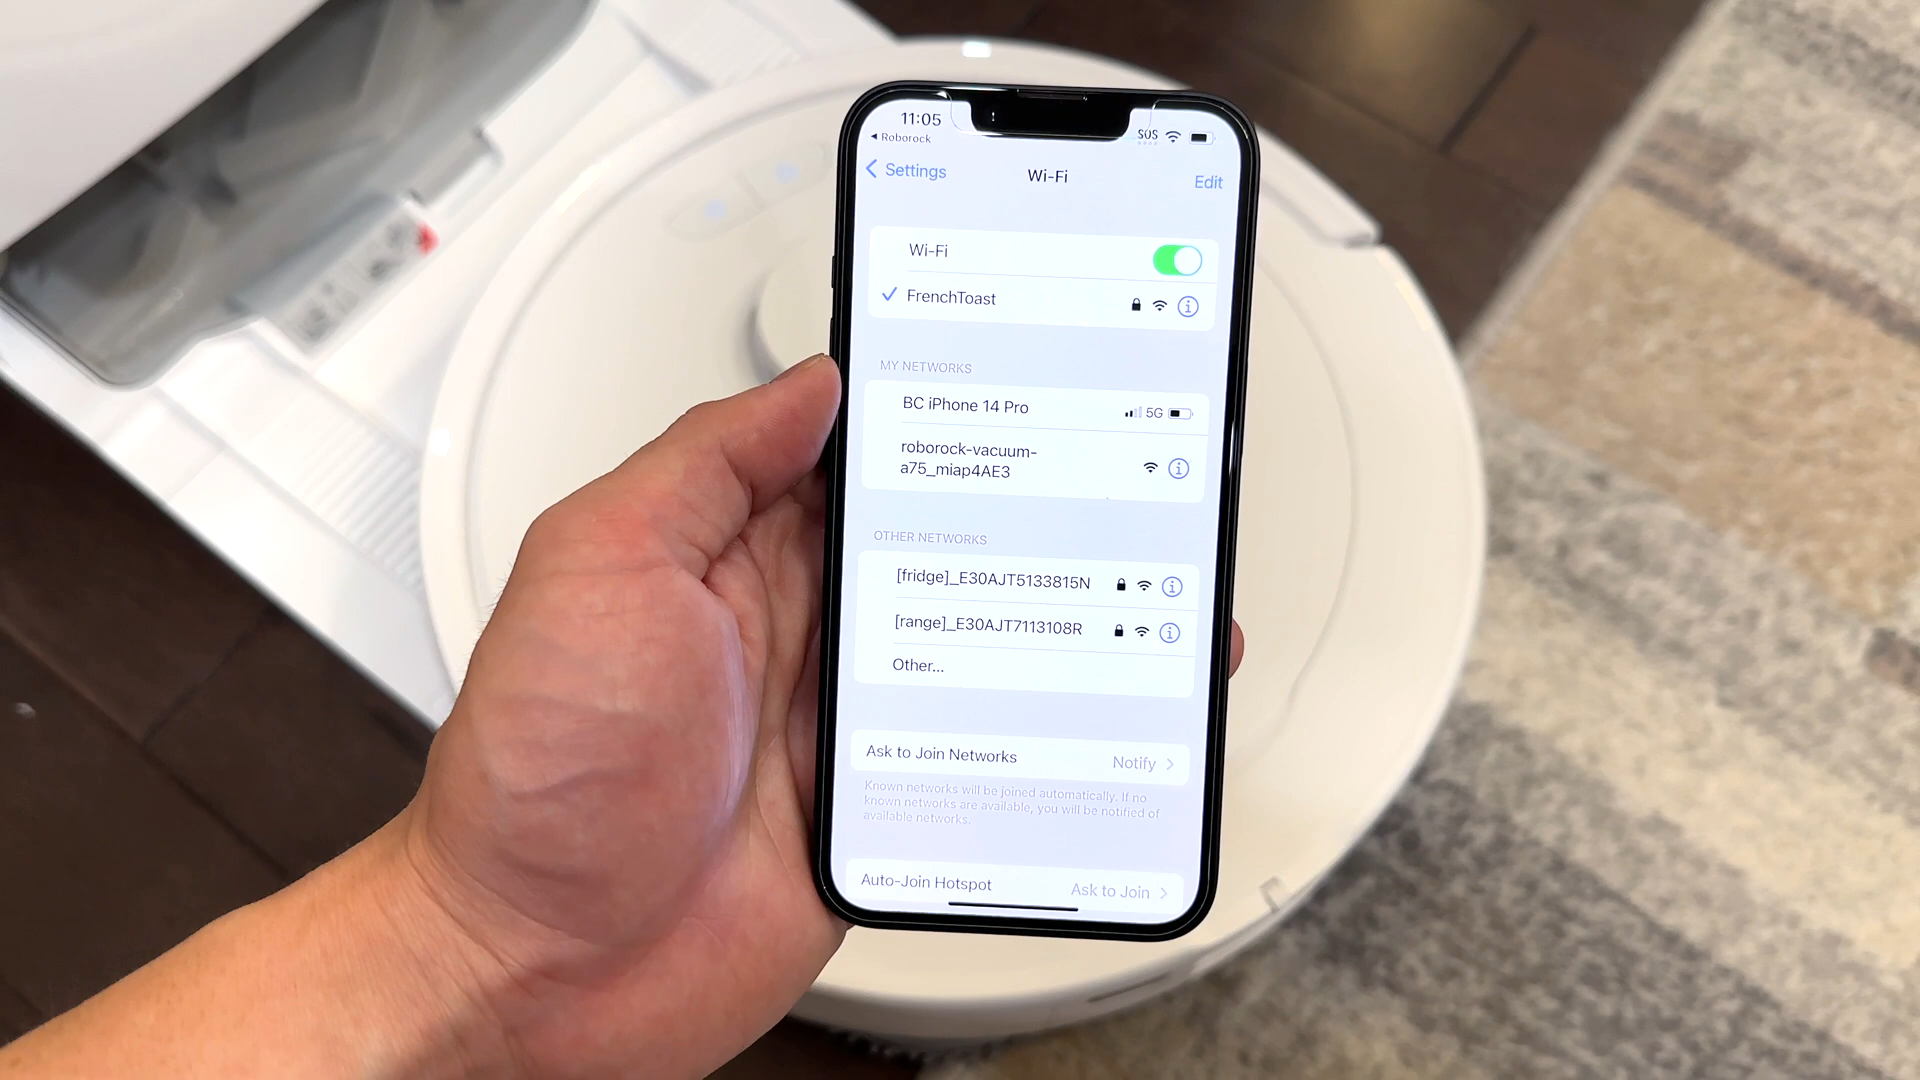 11:05
SOS
◀ Roborock
Settings
Wi-Fi
Edit
Wi-Fi
FrenchToast
MY NETWORKS
BC iPhone 14 Pro
5G
roborock-vacuum-
a75_miap4AE3
OTHER NETWORKS
[fridge]_E30AJT5133815N
[range]_E30AJT7113108R
Other...
Ask to Join Networks
Notify
Known networks will be joined automatically. If no
known networks are available, you will be notified of
available networks.
Auto-Join Hotspot
Ask to Join